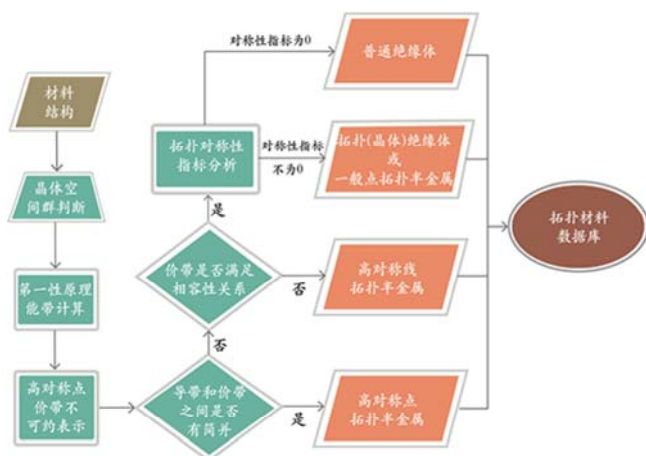 材料
结构
晶体空
间群判断
第一性原理
能带计算
高对称点
价带不
可约表示
导带和价带
之间是否
有简并
是
高对称点
拓扑半金属
否
价带是否满足
相容性关系
否
高对称线
拓扑半金属
是
拓扑对称性
指标分析
对称性指标
不为0
拓扑(晶体)绝缘体
或
一般点拓扑半金属
对称性指标为0
普通绝缘体
拓扑材料
数据库